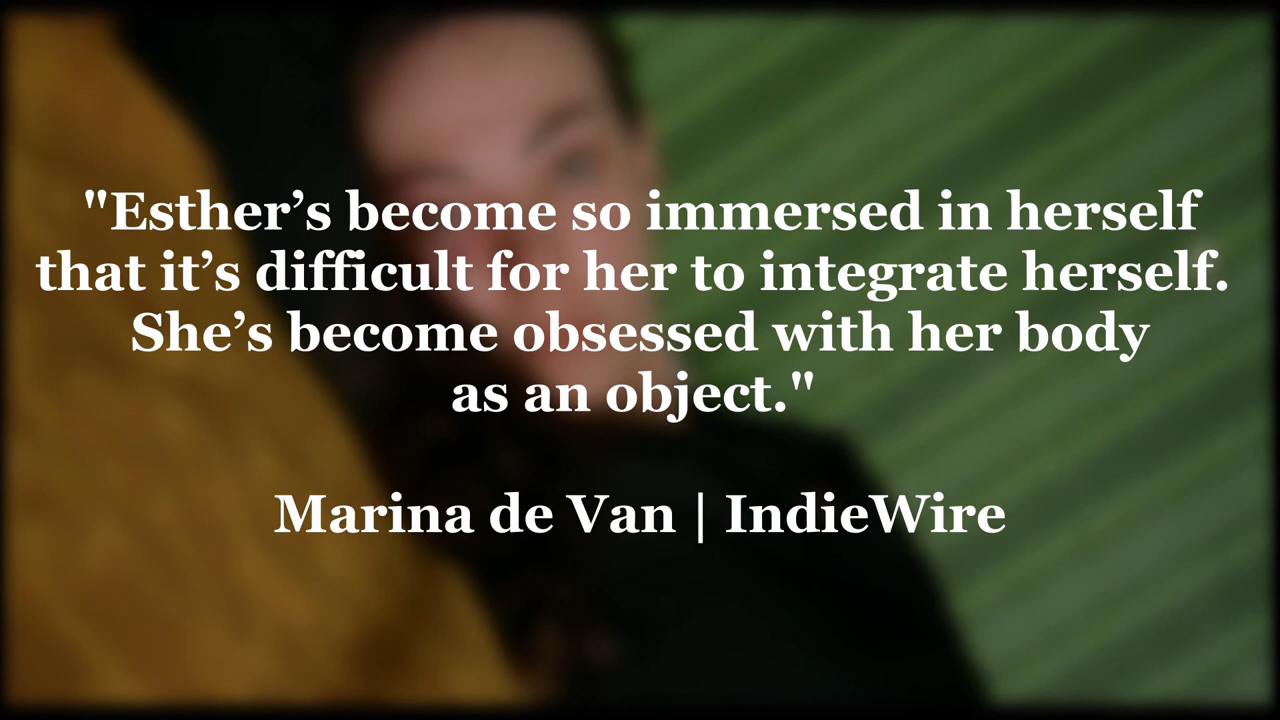 "Esther’s become so immersed in herself
that it’s difficult for her to integrate herself.
She’s become obsessed with her body
as an object."
Marina de Van | IndieWire